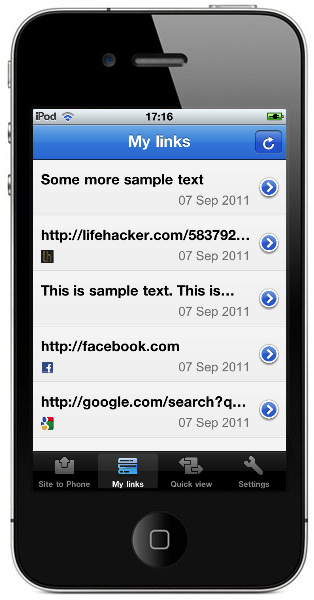 iPod 17:16
My links
Some more sample text
07 Sep 2011
http://lifehacker.com/583792...
07 Sep 2011
This is sample text. This is...
07 Sep 2011
http://facebook.com
07 Sep 2011
http://google.com/search?q...
07 Sep 2011
Site to Phone My links Quick view Settings